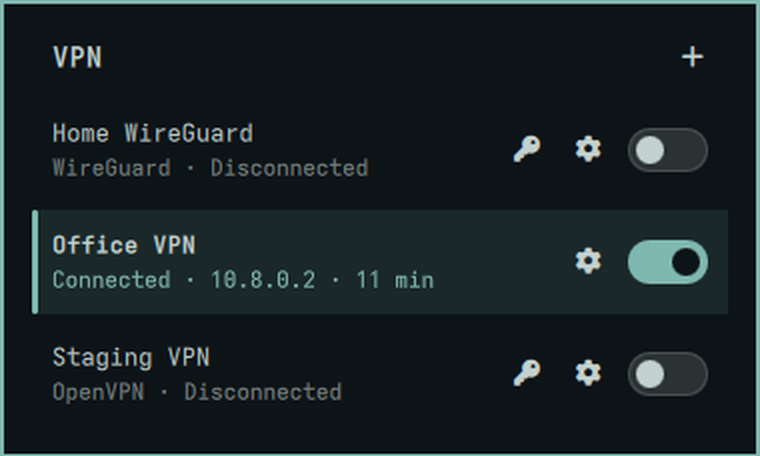 VPN
Home WireGuard
WireGuard · Disconnected
Office VPN
Connected · 10.8.0.2 · 11 min
Staging VPN
OpenVPN · Disconnected